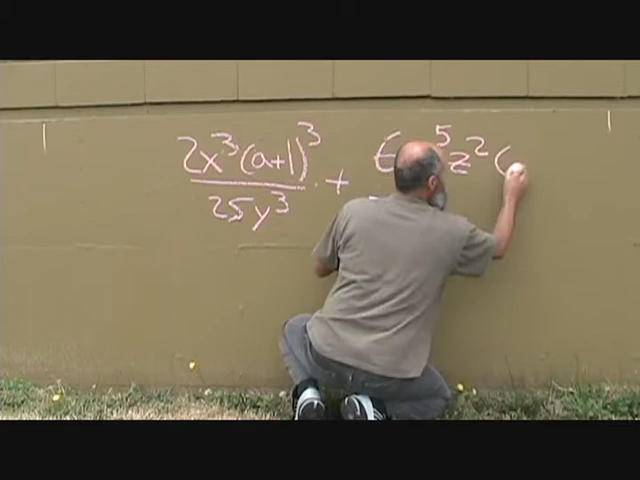 2x³(a+1)³ + 6 ⁵z²(
25y³